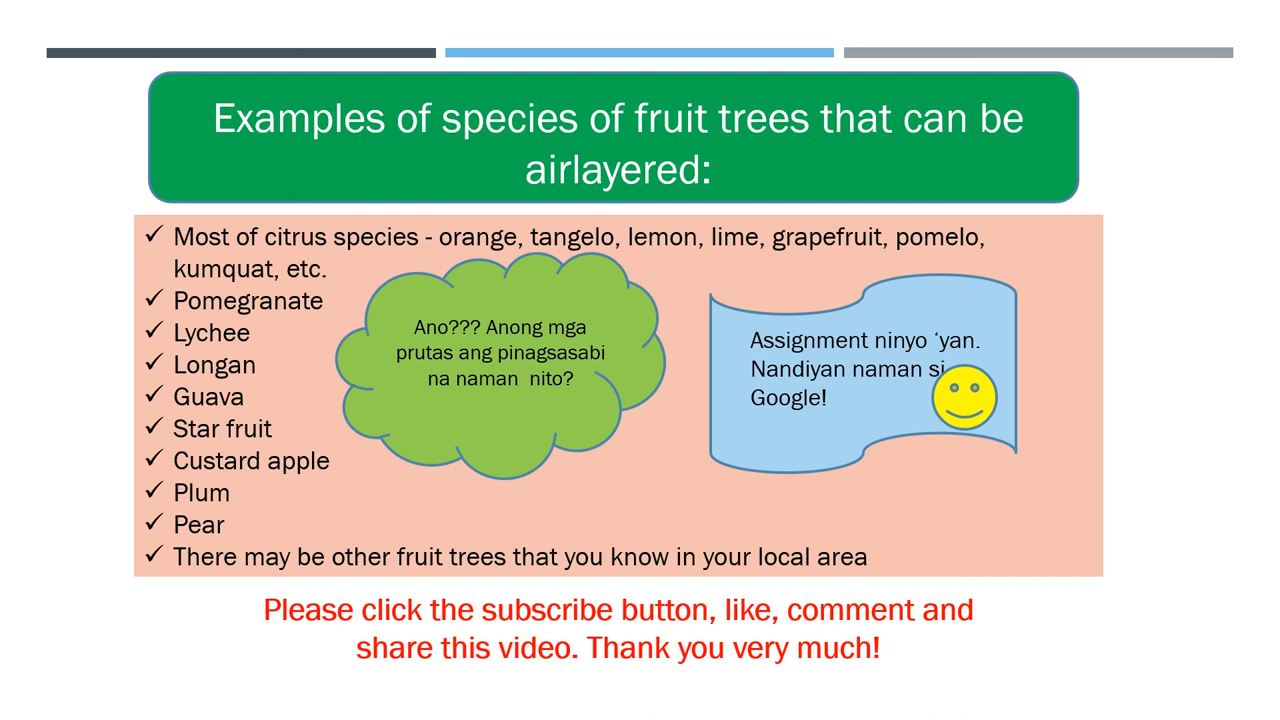 Examples of species of fruit trees that can be
airlayered:
✓ Most of citrus species - orange, tangelo, lemon, lime, grapefruit, pomelo,
kumquat, etc.
✓ Pomegranate
✓ Lychee
✓ Longan
✓ Guava
✓ Star fruit
✓ Custard apple
✓ Plum
✓ Pear
✓ There may be other fruit trees that you know in your local area
Ano??? Anong mga
prutas ang pinagsasabi
na naman nito?
Assignment ninyo ‘yan.
Nandiyan naman si
Google!
Please click the subscribe button, like, comment and
share this video. Thank you very much!